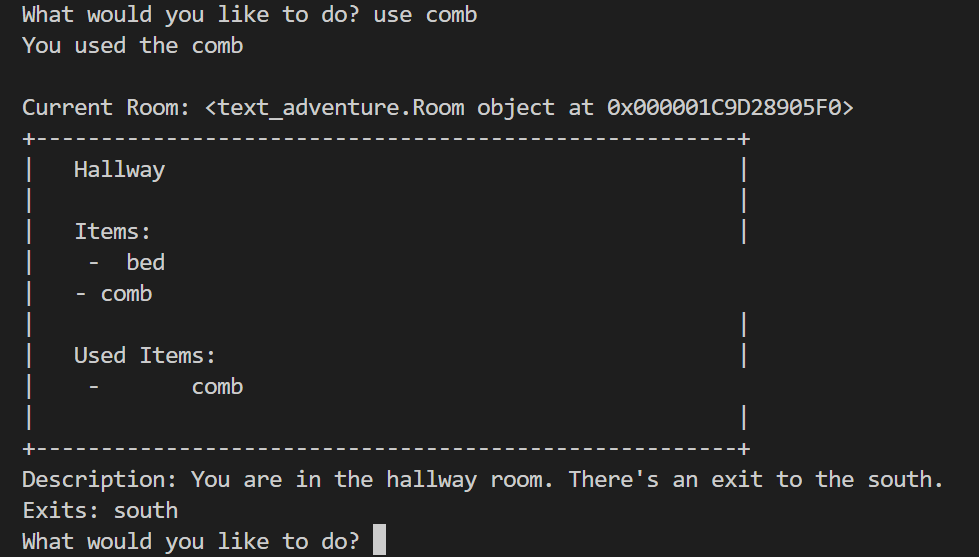 What would you like to do? use comb
You used the comb

Current Room: <text_adventure.Room object at 0x000001C9D28905F0>
+------------------------------------------------------+
|   Hallway                                            |
|                                                      |
|   Items:                                             |
|    -  bed
|   - comb
|                                                      |
|   Used Items:                                        |
|    -       comb
|                                                      |
+------------------------------------------------------+
Description: You are in the hallway room. There's an exit to the south.
Exits: south
What would you like to do?